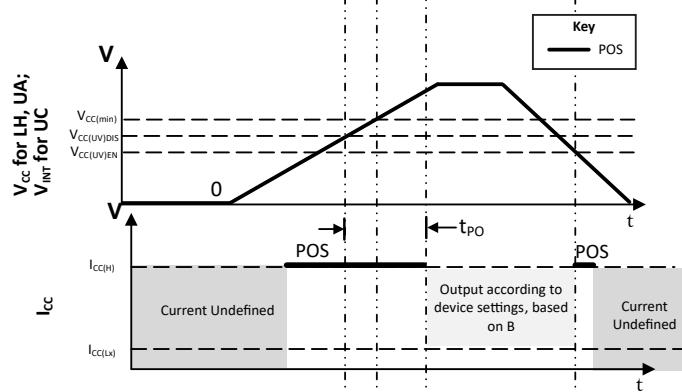 Key
POS
V
V_CC for LH, UA;
V_INT for UC
V_CC(min)
V_CC(UV)DIS
V_CC(UV)EN
0
t
V
t_PO
POS
POS
I_CC(H)
I_CC
Current Undefined
Output according to
device settings, based
on B
Current
Undefined
I_CC(Lx)
t